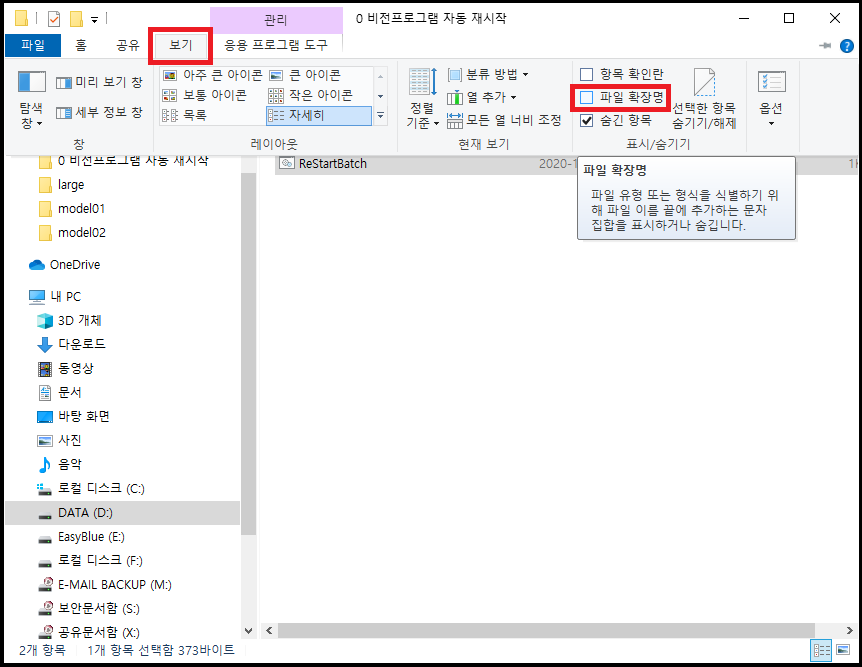 관리
0 비전프로그램 자동 재시작
파일
홈
공유
보기
응용 프로그램 도구
탐색 창
미리 보기 창
세부 정보 창
창
아주 큰 아이콘
큰 아이콘
보통 아이콘
작은 아이콘
목록
자세히
레이아웃
정렬 기준
분류 방법
열 추가
모든 열 너비 조정
현재 보기
항목 확인란
파일 확장명
숨긴 항목
선택한 항목
숨기기/해제
표시/숨기기
옵션
0 비전프로그램 자동 재시작
large
model01
model02
OneDrive
내 PC
3D 개체
다운로드
동영상
문서
바탕 화면
사진
음악
로컬 디스크 (C:)
DATA (D:)
EasyBlue (E:)
로컬 디스크 (F:)
E-MAIL BACKUP (M:)
보안문서함 (S:)
공유문서함 (X:)
ReStartBatch
2020-1
파일 확장명
파일 유형 또는 형식을 식별하기 위
해 파일 이름 끝에 추가하는 문자
집합을 표시하거나 숨깁니다.
2개 항목
1개 항목 선택함 373바이트